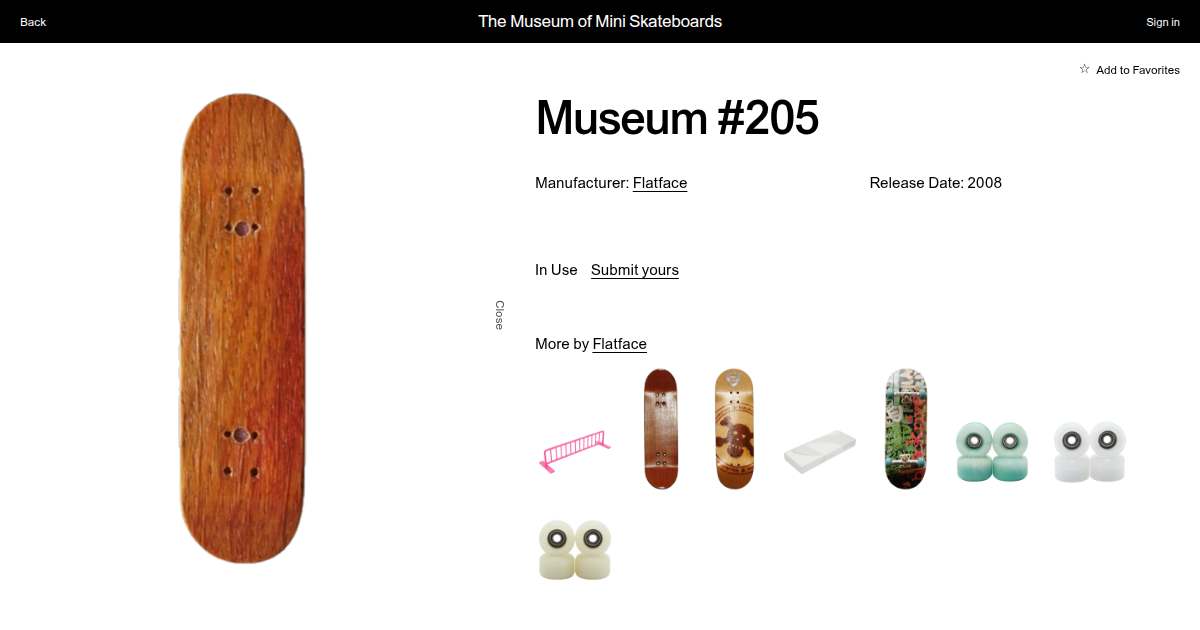 Back
The Museum of Mini Skateboards
Sign in
☆ Add to Favorites
Museum #205
Manufacturer: Flatface
Release Date: 2008
In Use Submit yours
Close
More by Flatface